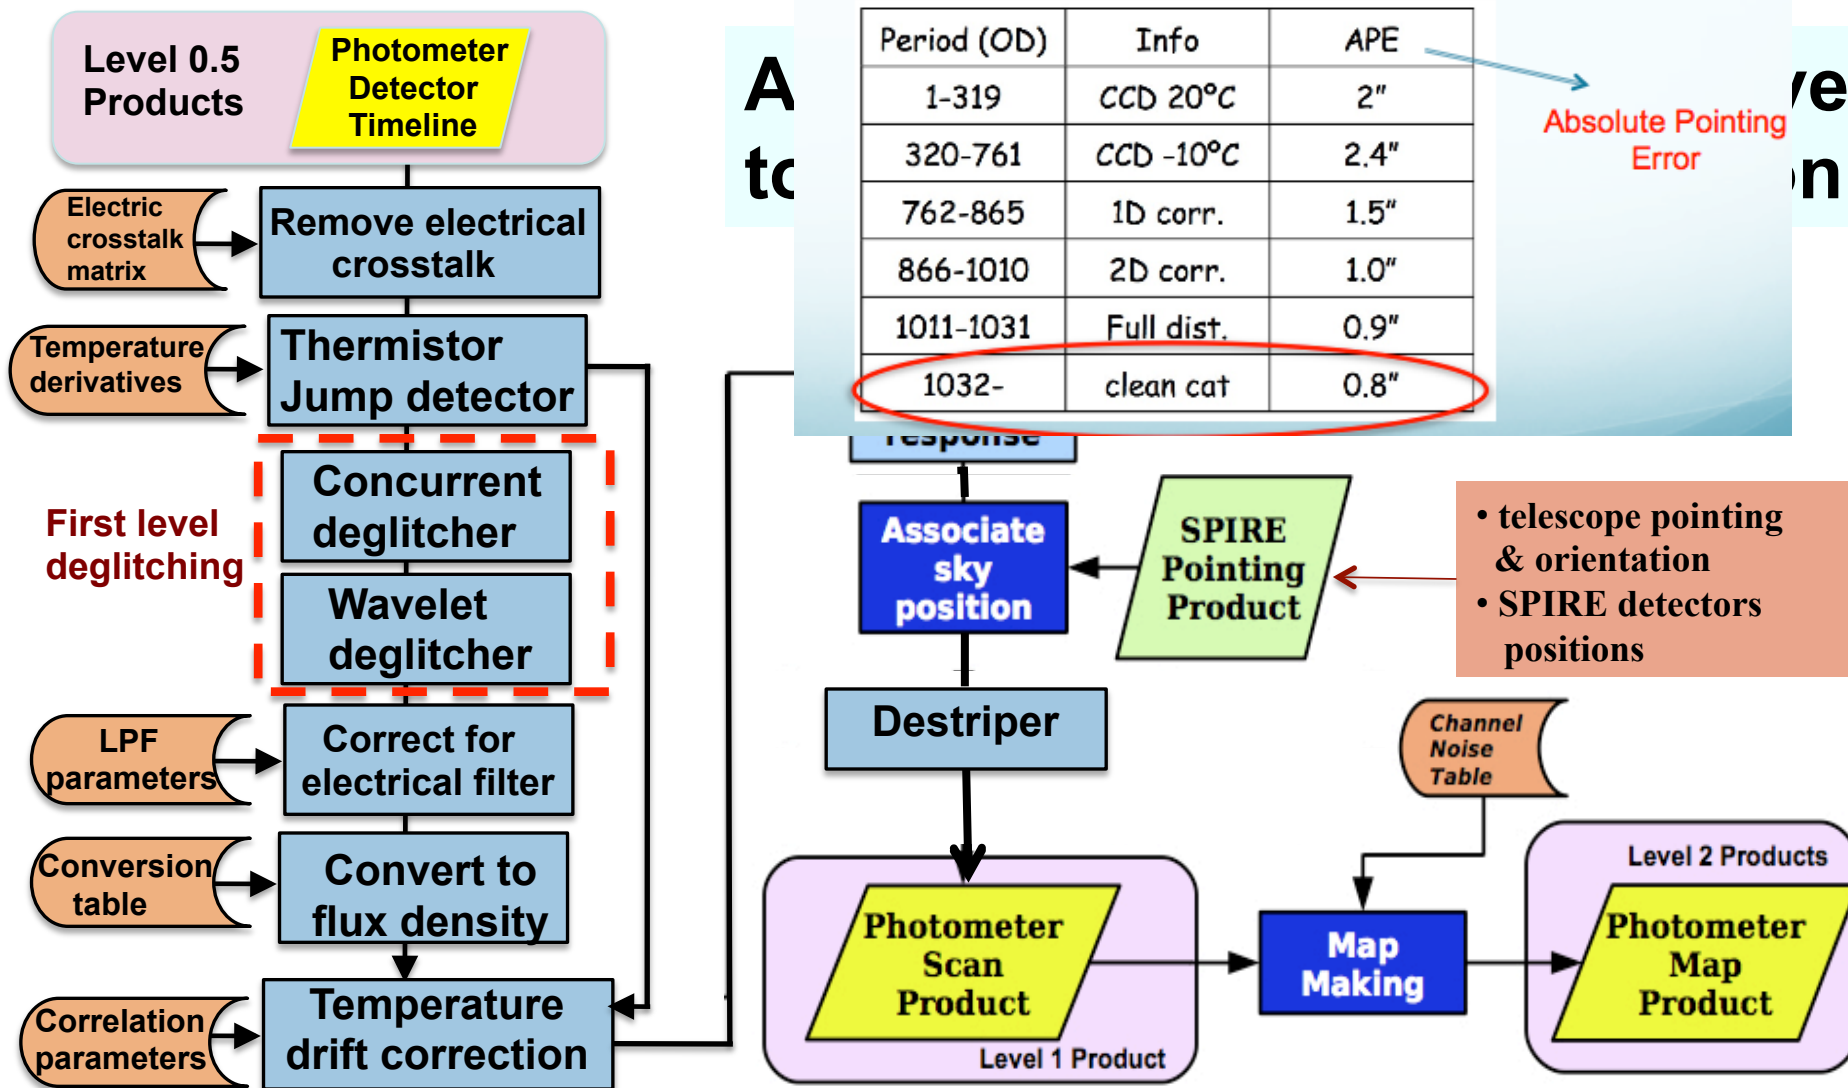 Level 0.5
Products
Photometer
Detector
Timeline
Electric
crosstalk
matrix
Remove electrical
crosstalk
Temperature
derivatives
Thermistor
Jump detector
First level
deglitching
Concurrent
deglitcher
Wavelet
deglitcher
LPF
parameters
Correct for
electrical filter
Conversion
table
Convert to
flux density
Correlation
parameters
Temperature
drift correction
Period (OD) Info APE
1-319 CCD 20°C 2"
320-761 CCD -10°C 2.4"
762-865 1D corr. 1.5"
866-1010 2D corr. 1.0"
1011-1031 Full dist. 0.9"
1032- clean cat 0.8"
Absolute Pointing
Error
response
Associate
sky
position
SPIRE
Pointing
Product
• telescope pointing
& orientation
• SPIRE detectors
positions
Destriper
Channel
Noise
Table
Photometer
Scan
Product
Level 1 Product
Map
Making
Level 2 Products
Photometer
Map
Product